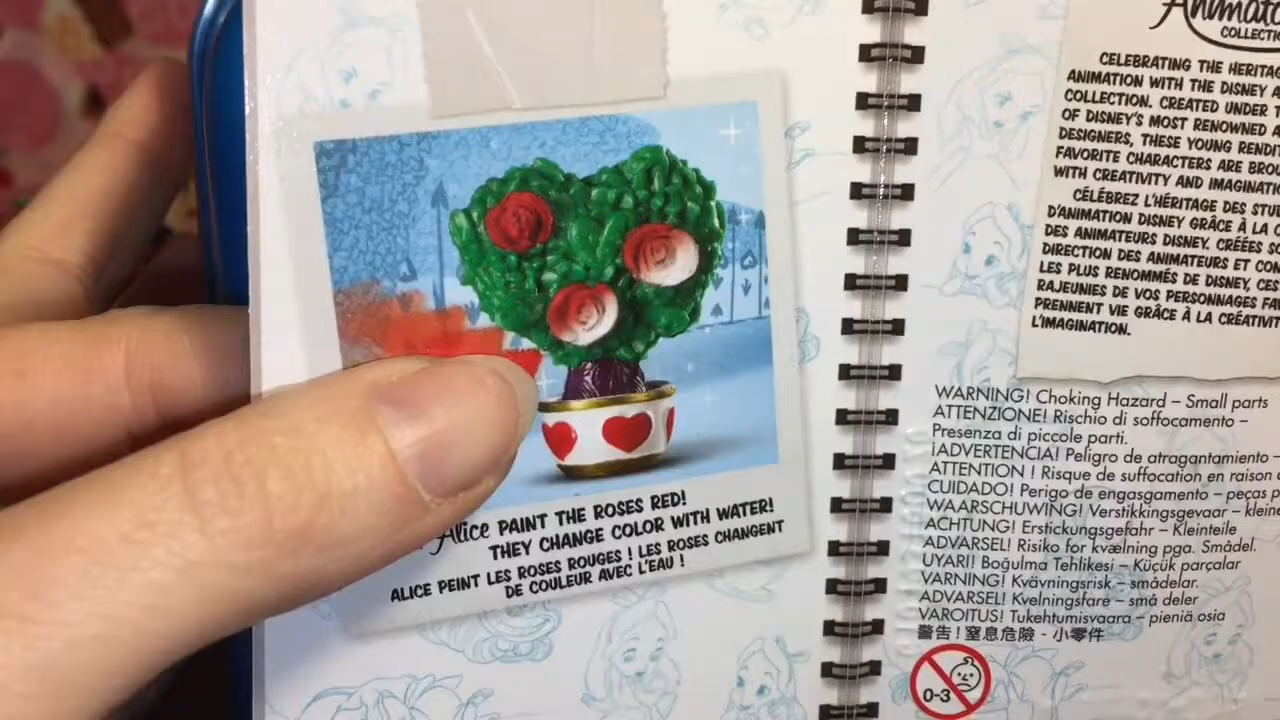 Alice PAINT THE ROSES RED!
THEY CHANGE COLOR WITH WATER!
ALICE PEINT LES ROSES ROUGES ! LES ROSES CHANGENT
DE COULEUR AVEC L'EAU !
COLLECTI
CELEBRATING THE HERITAG
ANIMATION WITH THE DISNEY A
COLLECTION. CREATED UNDER T
OF DISNEY'S MOST RENOWNED A
DESIGNERS, THESE YOUNG RENDIT
FAVORITE CHARACTERS ARE BROU
WITH CREATIVITY AND IMAGINATI
CÉLÉBREZ L'HÉRITAGE DES STU
D'ANIMATION DISNEY GRÂCE À LA C
DES ANIMATEURS DISNEY. CRÉÉES SO
DIRECTION DES ANIMATEURS ET CON
LES PLUS RENOMMÉS DE DISNEY, CES
RAJEUNIES DE VOS PERSONNAGES FA
PRENNENT VIE GRÂCE À LA CRÉATIVIT
L'IMAGINATION.
WARNING! Choking Hazard – Small parts
ATTENZIONE! Rischio di soffocamento –
Presenza di piccole parti.
¡ADVERTENCIA! Peligro de atragantamiento –
ATTENTION ! Risque de suffocation en raison
CUIDADO! Perigo de engasgamento – peças p
WAARSCHUWING! Verstikkingsgevaar – kleine
ACHTUNG! Erstickungsgefahr – Kleinteile
ADVARSEL! Risiko for kvælning pga. Smådel.
UYARI! Boğulma Tehlikesi – Küçük parçalar
VARNING! Kvävningsrisk – smådelar.
ADVARSEL! Kvelningsfare – små deler
VAROITUS! Tukehtumisvaara – pieniä osia
警告！窒息危險 - 小零件
0-3